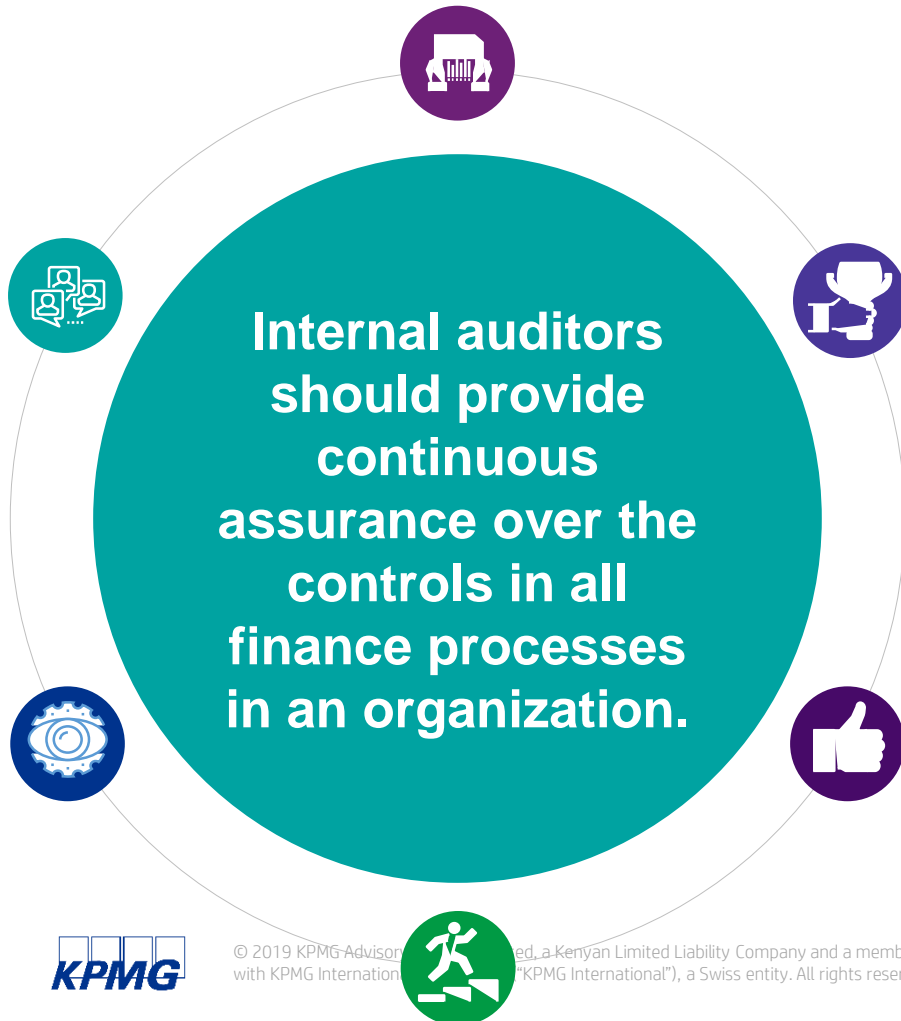 Internal auditors
should provide
continuous
assurance over the
controls in all
finance processes
in an organization.
KPMG
© 2019 KPMG Advisory ed, a Kenyan Limited Liability Company and a memb
with KPMG Internation “KPMG International”), a Swiss entity. All rights reser